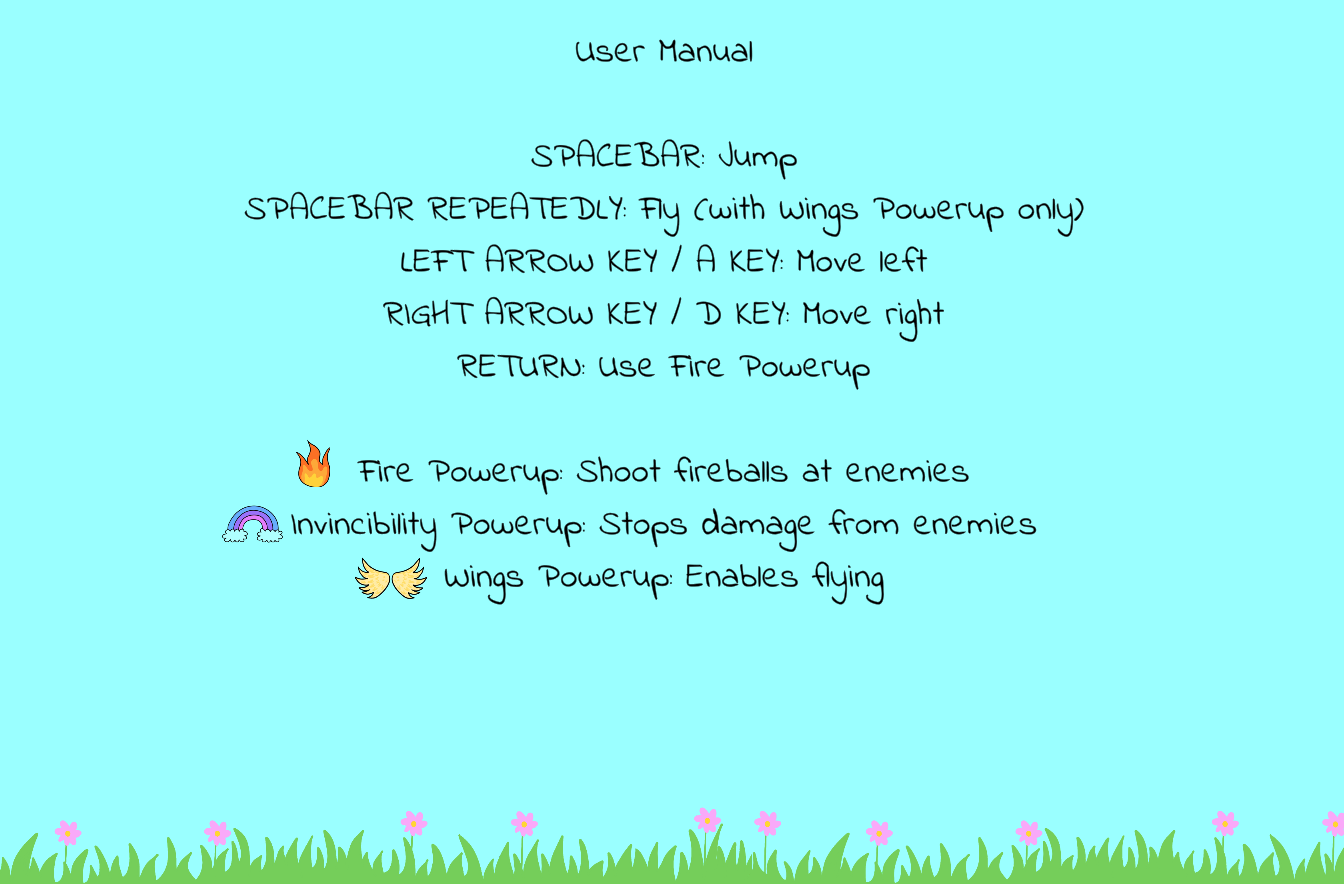 User Manual
SPACEBAR: Jump
SPACEBAR REPEATEDLY: Fly (with Wings Powerup only)
LEFT ARROW KEY / A KEY: Move left
RIGHT ARROW KEY / D KEY: Move right
RETURN: Use Fire Powerup
Fire Powerup: Shoot fireballs at enemies
Invincibility Powerup: Stops damage from enemies
Wings Powerup: Enables flying